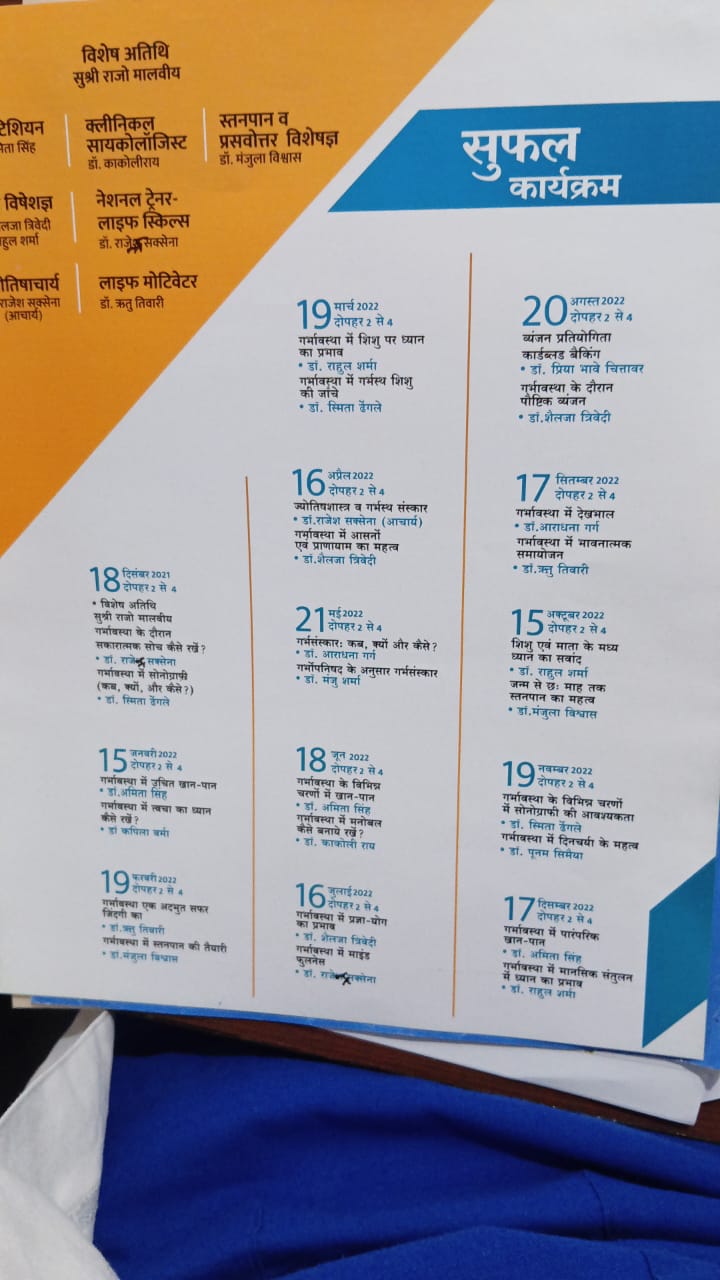 विशेष अतिथि
सुश्री राजो मालवीय
क्लीनिकल
सायकोलॉजिस्ट
डॉ. काकोलीराय
स्तनपान व
प्रसवोत्तर विशेषज्ञ
डॉ. मंजुला विश्वास
सिंह
विषेशज्ञ
त्रिवेदी
शर्मा
नेशनल ट्रेनर-
लाइफ स्किल्स
डॉ. सक्सेना
राजेश सक्सेना
(आचार्य)
लाइफ मोटिवेटर
डॉ. ऋतु तिवारी
सुफल
कार्यक्रम
18 दिसंबर 2021
दोपहर 2 से 4
• विशेष अतिथि
सुश्री राजो मालवीय
गर्भावस्था के दौरान
सकारात्मक सोच कैसे रखें?
• डॉ. सक्सेना
गर्भावस्था में सोनोग्राफी
(कब, क्यों, और कैसे?)
• डॉ. स्मिता ढेंगले
15 जनवरी 2022
दोपहर 2 से 4
गर्भावस्था में उचित खान-पान
• डॉ.अमिता सिंह
गर्भावस्था में त्वचा का ध्यान
कैसे रखें?
• डॉ कपिला वर्मा
19 फरवरी 2022
दोपहर 2 से 4
गर्भावस्था एक अदभुत सफर
जिंदगी का
• डॉ.ऋतु तिवारी
गर्भावस्था में स्तनपान की तैयारी
• डॉ.मंजुला विश्वास
19 मार्च 2022
दोपहर 2 से 4
गर्भावस्था में शिशु पर ध्यान
का प्रभाव
• डॉ. राहुल शर्मा
गर्भावस्था में गर्भस्थ शिशु
की जांचे
• डॉ. स्मिता ढेंगले
16 अप्रैल 2022
दोपहर 2 से 4
ज्योतिषशास्त्र व गर्भस्थ संस्कार
• डॉ.राजेश सक्सेना (आचार्य)
गर्भावस्था में आसनों
एवं प्राणायाम का महत्व
• डॉ.शैलजा त्रिवेदी
21 मई 2022
दोपहर 2 से 4
गर्भसंस्कार: कब, क्यों और कैसे?
• डॉ. आराधना गर्ग
गर्भोपनिषद के अनुसार गर्भसंस्कार
• डॉ. मंजु शर्मा
18 जून 2022
दोपहर 2 से 4
गर्भावस्था के विभिन्न
चरणों में खान-पान
• डॉ. अमिता सिंह
गर्भावस्था में मनोबल
कैसे बनाये रखें?
• डॉ. काकोली राय
16 जुलाई 2022
दोपहर 2 से 4
गर्भावस्था में प्रज्ञा-योग
का प्रभाव
• डॉ. शैलजा त्रिवेदी
गर्भावस्था में माइंड
फुलनेस
• डॉ. सक्सेना
20 अगस्त 2022
दोपहर 2 से 4
व्यंजन प्रतियोगिता
कार्डब्लड बैकिंग
• डॉ. प्रिया भावे चित्तावर
गर्भावस्था के दौरान
पौष्टिक व्यंजन
• डॉ.शैलजा त्रिवेदी
17 सितम्बर 2022
दोपहर 2 से 4
गर्भावस्था में देखभाल
• डॉ.आराधना गर्ग
गर्भावस्था में भावनात्मक
समायोजन
• डॉ.ऋतु तिवारी
15 अक्टूबर 2022
दोपहर 2 से 4
शिशु एवं माता के मध्य
ध्यान का सवांद
• डॉ. राहुल शर्मा
जन्म से छः माह तक
स्तनपान का महत्व
• डॉ.मंजुला विश्वास
19 नवम्बर 2022
दोपहर 2 से 4
गर्भावस्था के विभिन्न चरणों
में सोनोग्राफी की आवश्यकता
• डॉ. स्मिता ढेंगले
गर्भावस्था में दिनचर्या के महत्व
• डॉ. पूनम सिमैया
17 दिसम्बर 2022
दोपहर 2 से 4
गर्भावस्था में पारंपरिक
खान-पान
• डॉ. अमिता सिंह
गर्भावस्था में मानसिक संतुलन
में ध्यान का प्रभाव
• डॉ. राहुल शर्मा